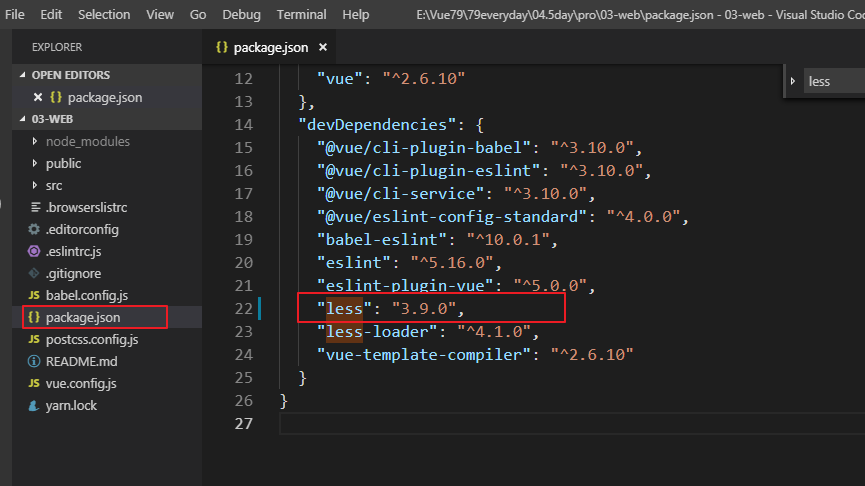 File Edit Selection View Go Debug Terminal Help E:\Vue79\79everyday\04.5day\pro\03-web\package.json - 03-web - Visual Studio Co
EXPLORER
OPEN EDITORS
{} package.json
03-WEB
node_modules
public
src
.browserslistrc
.editorconfig
.eslintrc.js
.gitignore
JS babel.config.js
{} package.json
JS postcss.config.js
README.md
JS vue.config.js
yarn.lock
{} package.json
less
12 "vue": "^2.6.10"
13 },
14 "devDependencies": {
15 "@vue/cli-plugin-babel": "^3.10.0",
16 "@vue/cli-plugin-eslint": "^3.10.0",
17 "@vue/cli-service": "^3.10.0",
18 "@vue/eslint-config-standard": "^4.0.0",
19 "babel-eslint": "^10.0.1",
20 "eslint": "^5.16.0",
21 "eslint-plugin-vue": "^5.0.0",
22 "less": "3.9.0",
23 "less-loader": "^4.1.0",
24 "vue-template-compiler": "^2.6.10"
25 }
26 }
27